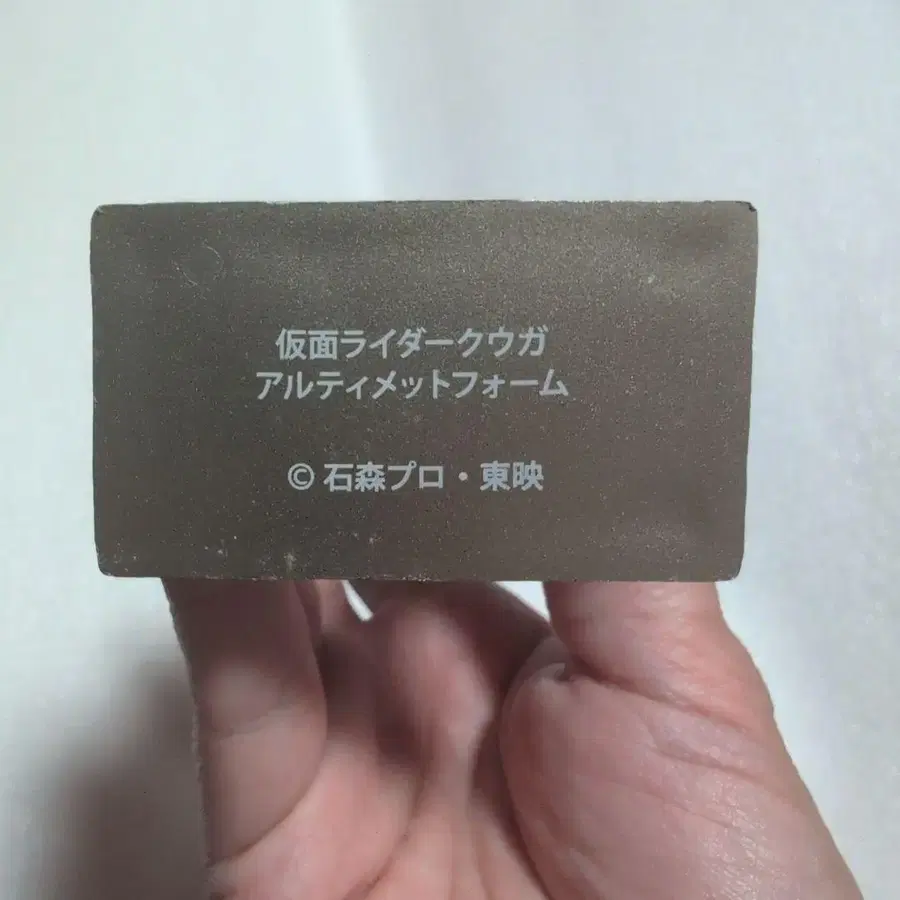 仮面ライダークウガ
アルティメットフォーム
© 石森プロ・東映